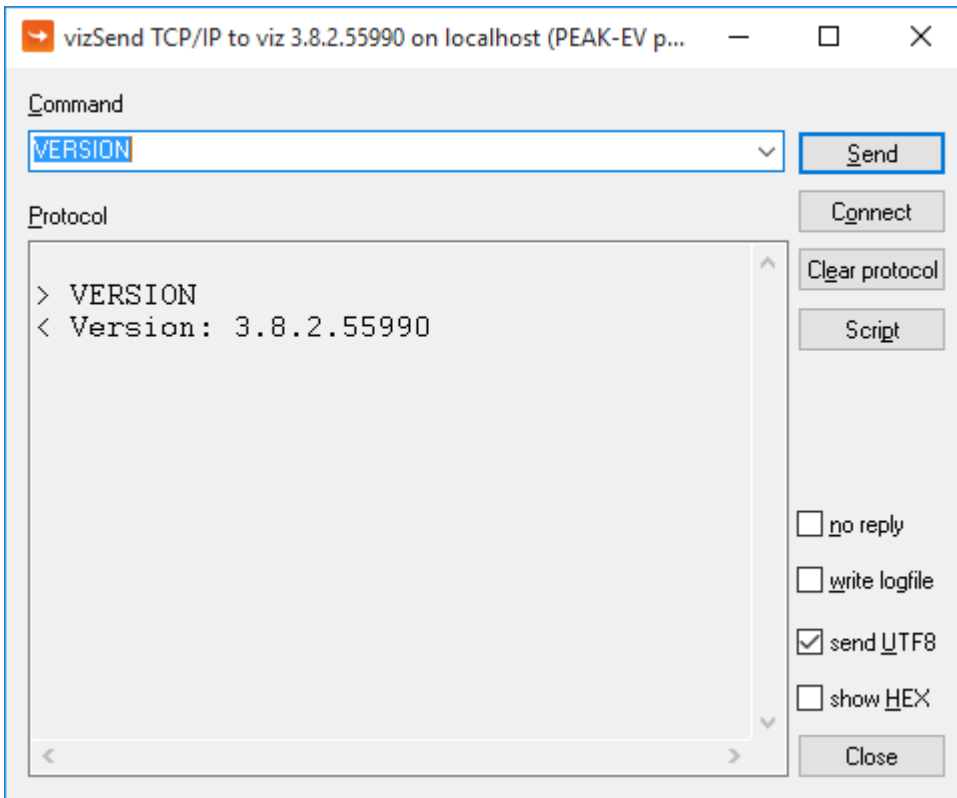 vizSend TCP/IP to viz 3.8.2.55990 on localhost (PEAK-EV p...
Command
VERSION
Send
Protocol
Connect
> VERSION
< Version: 3.8.2.55990
Clear protocol
Script
no reply
write logfile
send UTF8
show HEX
Close